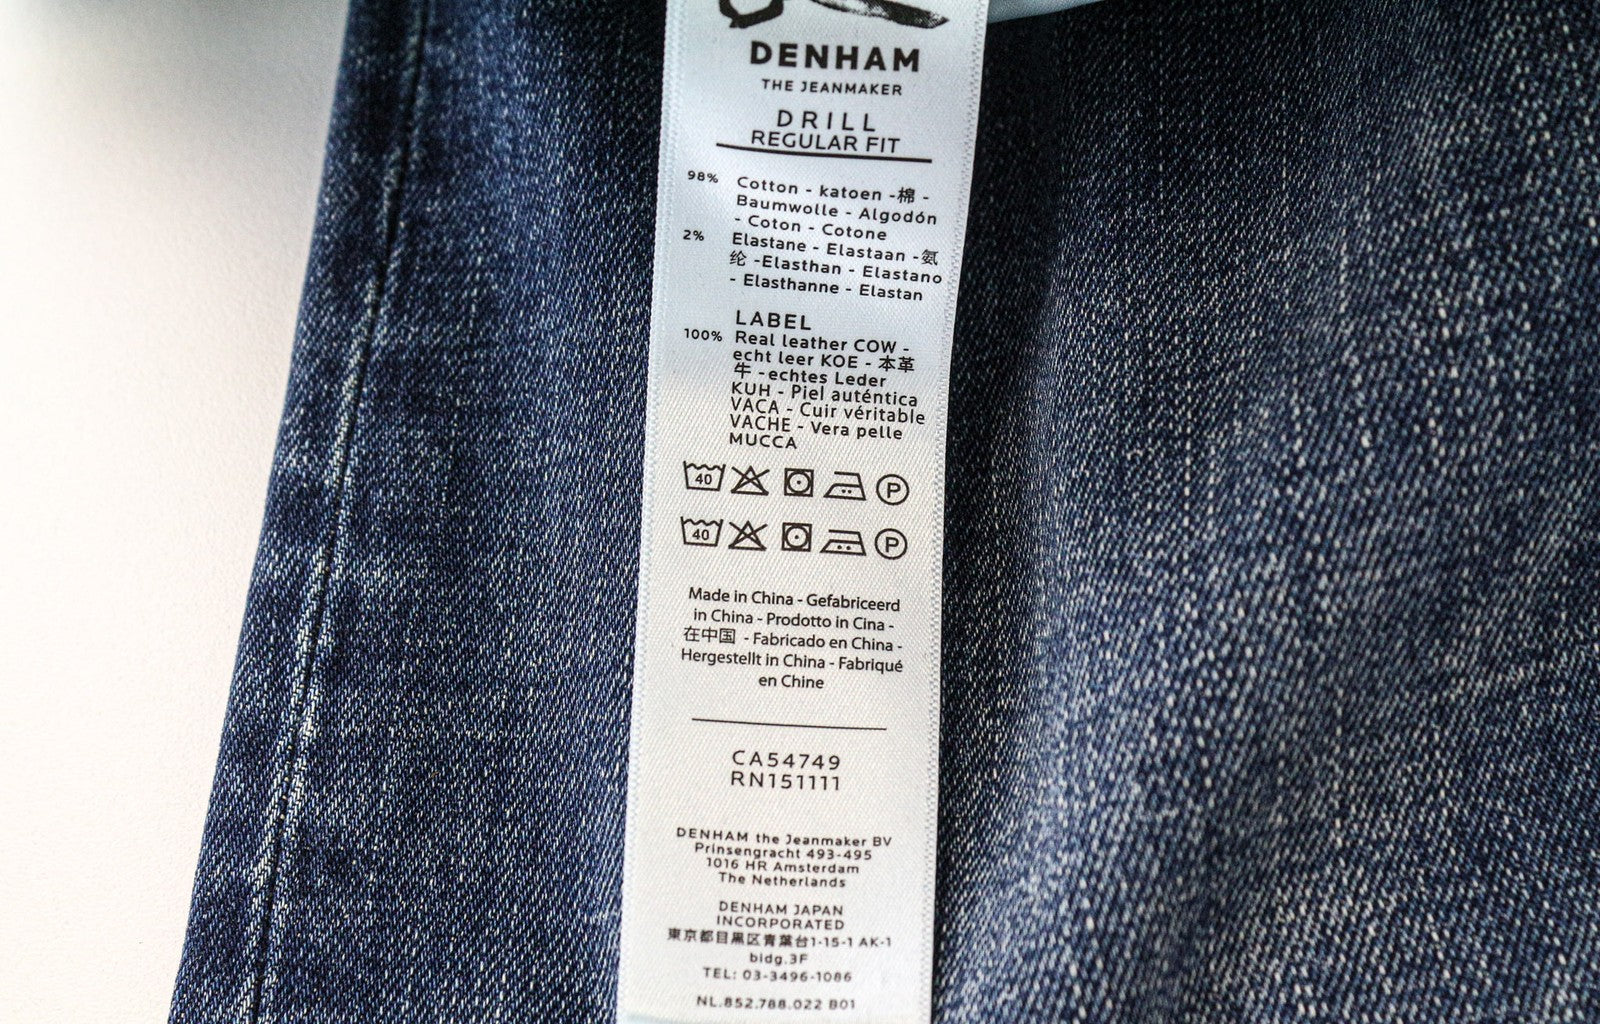 DENHAM
THE JEANMAKER
DRILL
REGULAR FIT
98% Cotton - katoen -棉 -
Baumwolle - Algodón
- Coton - Cotone
2% Elastane - Elastaan -氨
纶 -Elasthan - Elastano
- Elasthanne - Elastan
LABEL
100% Real leather COW -
echt leer KOE - 本革
牛 -echtes Leder
KUH - Piel auténtica
VACA - Cuir véritable
VACHE - Vera pelle
MUCCA
40 P
40 P
Made in China - Gefabriceerd
in China - Prodotto in Cina -
在中国 - Fabricado en China -
Hergestellt in China - Fabriqué
en Chine
CA54749
RN151111
DENHAM the Jeanmaker BV
Prinsengracht 493-495
1016 HR Amsterdam
The Netherlands
DENHAM JAPAN
INCORPORATED
東京都目黒区青葉台1-15-1 AK-1
bldg.3F
TEL: 03-3496-1086
NL.852.788.022 B01